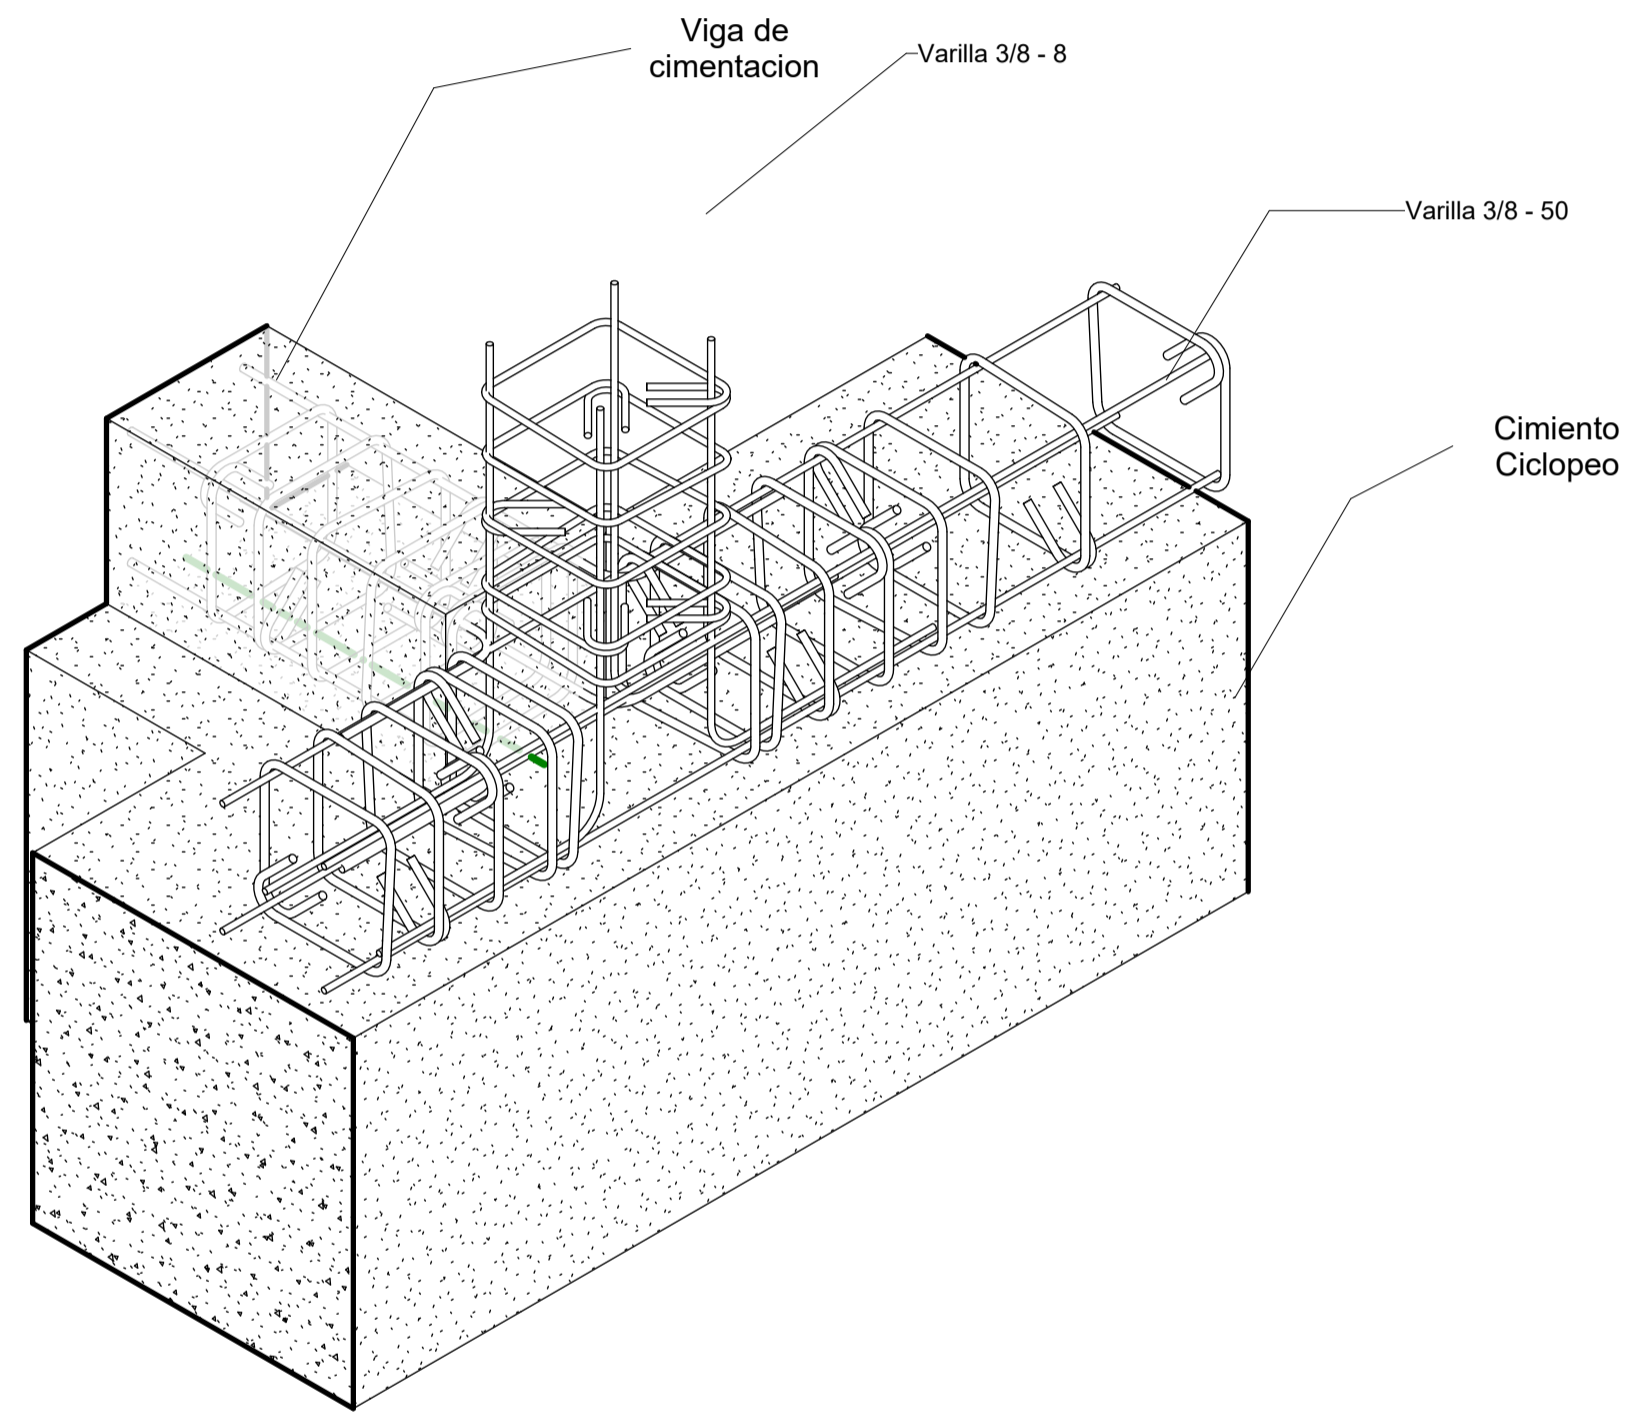 Viga de
cimentacion
Varilla 3/8 - 8
Varilla 3/8 - 50
Cimiento
Ciclopeo